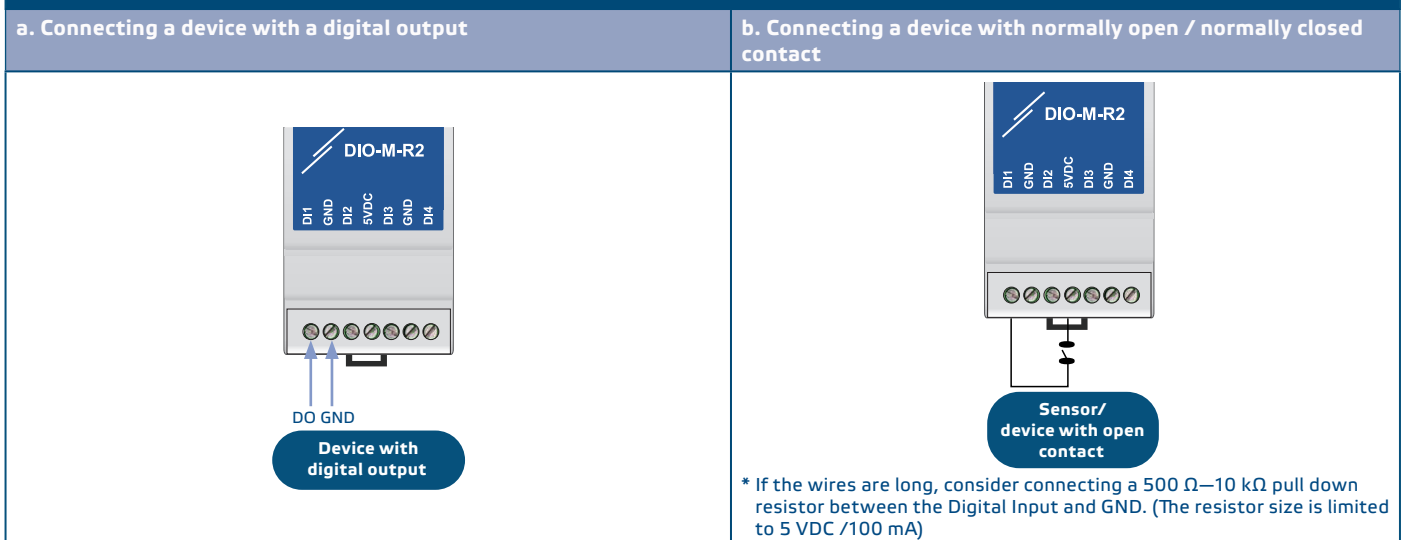 a. Connecting a device with a digital output
DIO-M-R2
DI1
GND
DI2
5VDC
DI3
GND
DI4
DO GND
Device with
digital output
b. Connecting a device with normally open / normally closed
contact
DIO-M-R2
DI1
GND
DI2
5VDC
DI3
GND
DI4
Sensor/
device with open
contact
* If the wires are long, consider connecting a 500 Ω—10 kΩ pull down
resistor between the Digital Input and GND. (The resistor size is limited
to 5 VDC /100 mA)